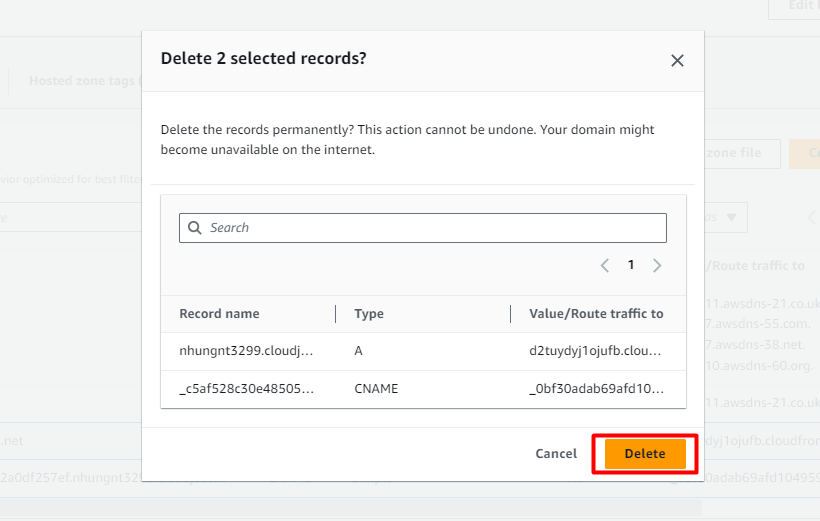 Edit
Delete 2 selected records?
Hosted zone tags (
Delete the records permanently? This action cannot be undone. Your domain might
become unavailable on the internet.
zone file
vior optimized for best filter
Search
1
/Route traffic to
Record name Type Value/Route traffic to
11.awsdns-21.co.uk
7.awsdns-55.com.
nhungnt3299.cloudj... A d2tuydyj1ojufb.clou...
7.awsdns-38.net.
10.awsdns-60.org.
_c5af528c30e48505... CNAME _0bf30adab69afd10...
11.awsdns-21.co.uk
.net
dyj1ojufb.cloudfron
Cancel Delete
2a0df257ef.nhungnt32
adab69afd104959